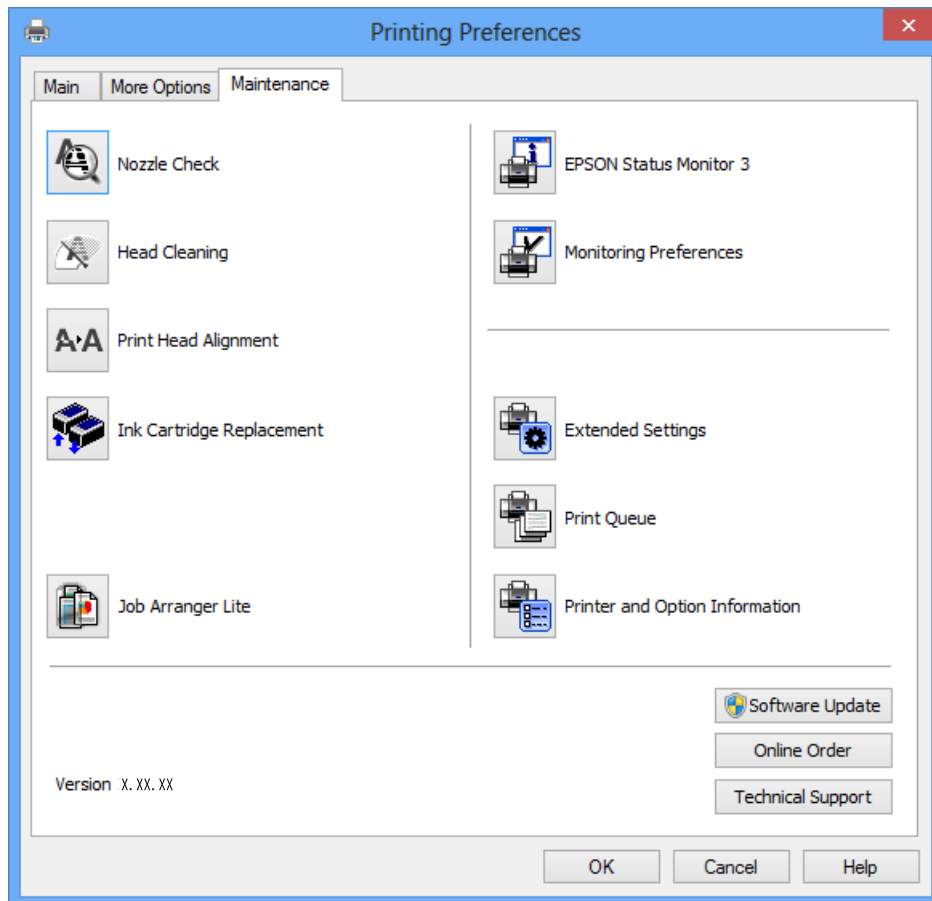 Printing Preferences
Main
More Options
Maintenance
Nozzle Check
Head Cleaning
Print Head Alignment
Ink Cartridge Replacement
Job Arranger Lite
EPSON Status Monitor 3
Monitoring Preferences
Extended Settings
Print Queue
Printer and Option Information
Software Update
Online Order
Technical Support
Version X.XX.XX
OK
Cancel
Help